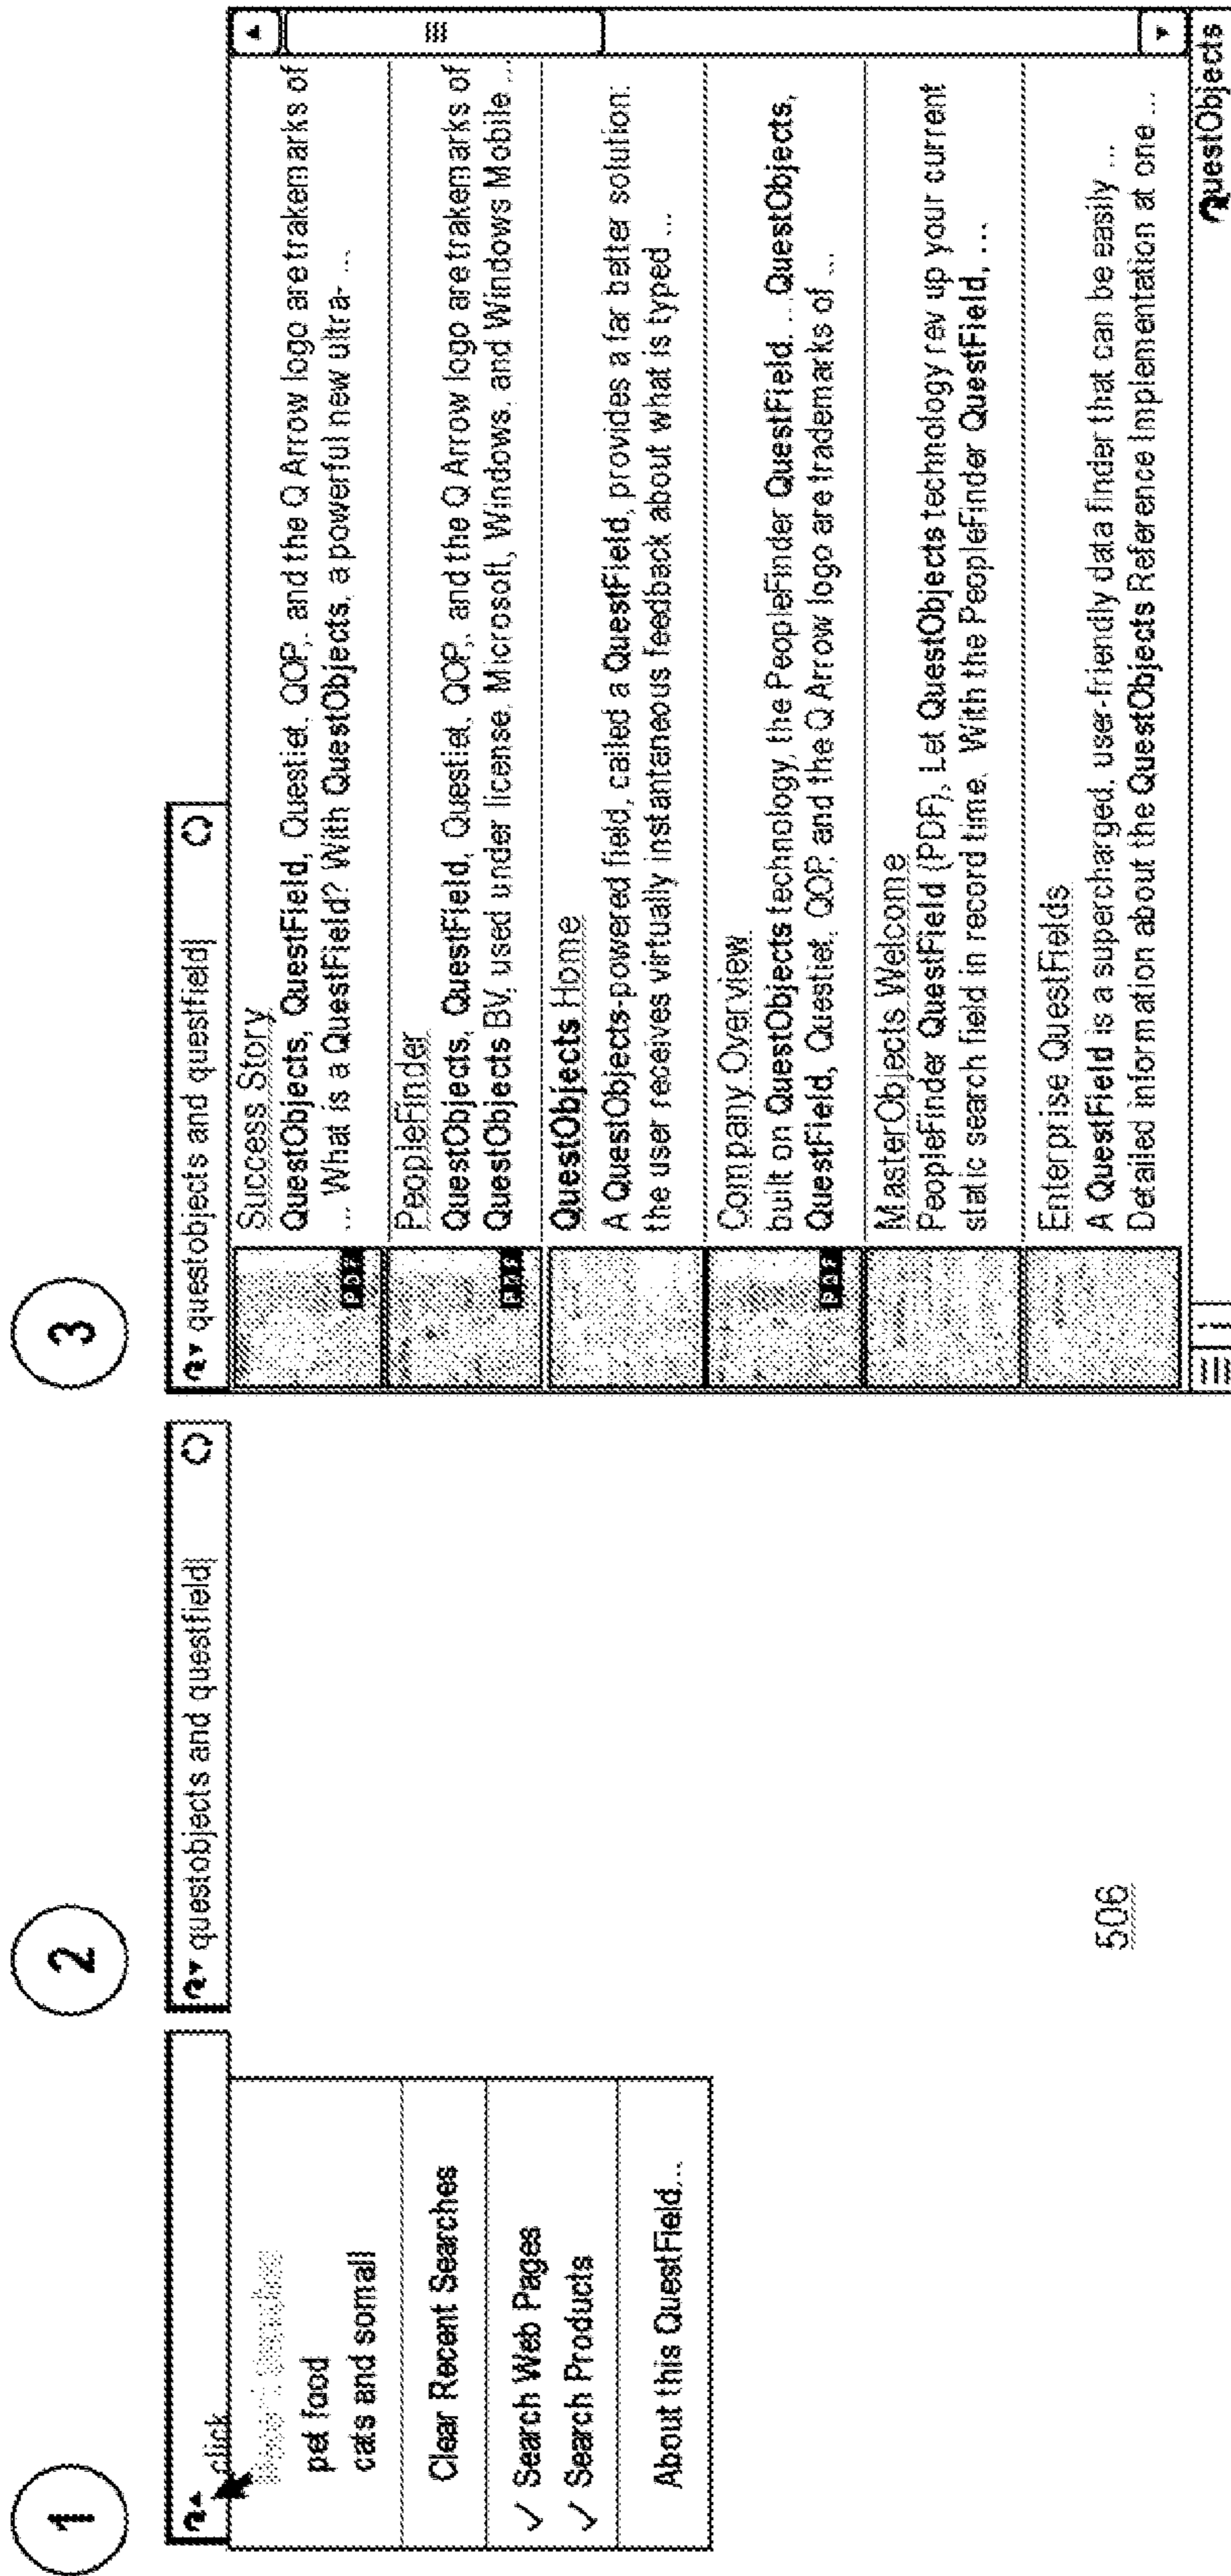 1
click
Recent Searches
pet food
cats and somali
Clear Recent Searches
✓ Search Web Pages
✓ Search Products
About this QuestField...
2
questobjects and questfield
506
3
questobjects and questfield
Success Story
QuestObjects, QuestField, Questlet, QOP, and the Q Arrow logo are trakemarks of
... What is a QuestField? With QuestObjects, a powerful new ultra- ...
PDF
PeopleFinder
QuestObjects, QuestField, Questlet, QOP, and the Q Arrow logo are trakemarks of
QuestObjects BV, used under license. Microsoft, Windows, and Windows Mobile ...
PDF
QuestObjects Home
A QuestObjects-powered field, called a QuestField, provides a far better solution:
the user receives virtually instantaneous feedback about what is typed ...
Company Overview
built on QuestObjects technology, the PeopleFinder QuestField. ... QuestObjects,
QuestField, Questlet, QOP, and the Q Arrow logo are trademarks of ...
PDF
MasterObjects Welcome
PeopleFinder QuestField (PDF). Let QuestObjects technology rev up your current
static search field in record time. With the PeopleFinder QuestField, ...
Enterprise QuestFields
A QuestField is a supercharged, user-friendly data finder that can be easily ...
Detailed information about the QuestObjects Reference Implementation at one ...
QuestObjects